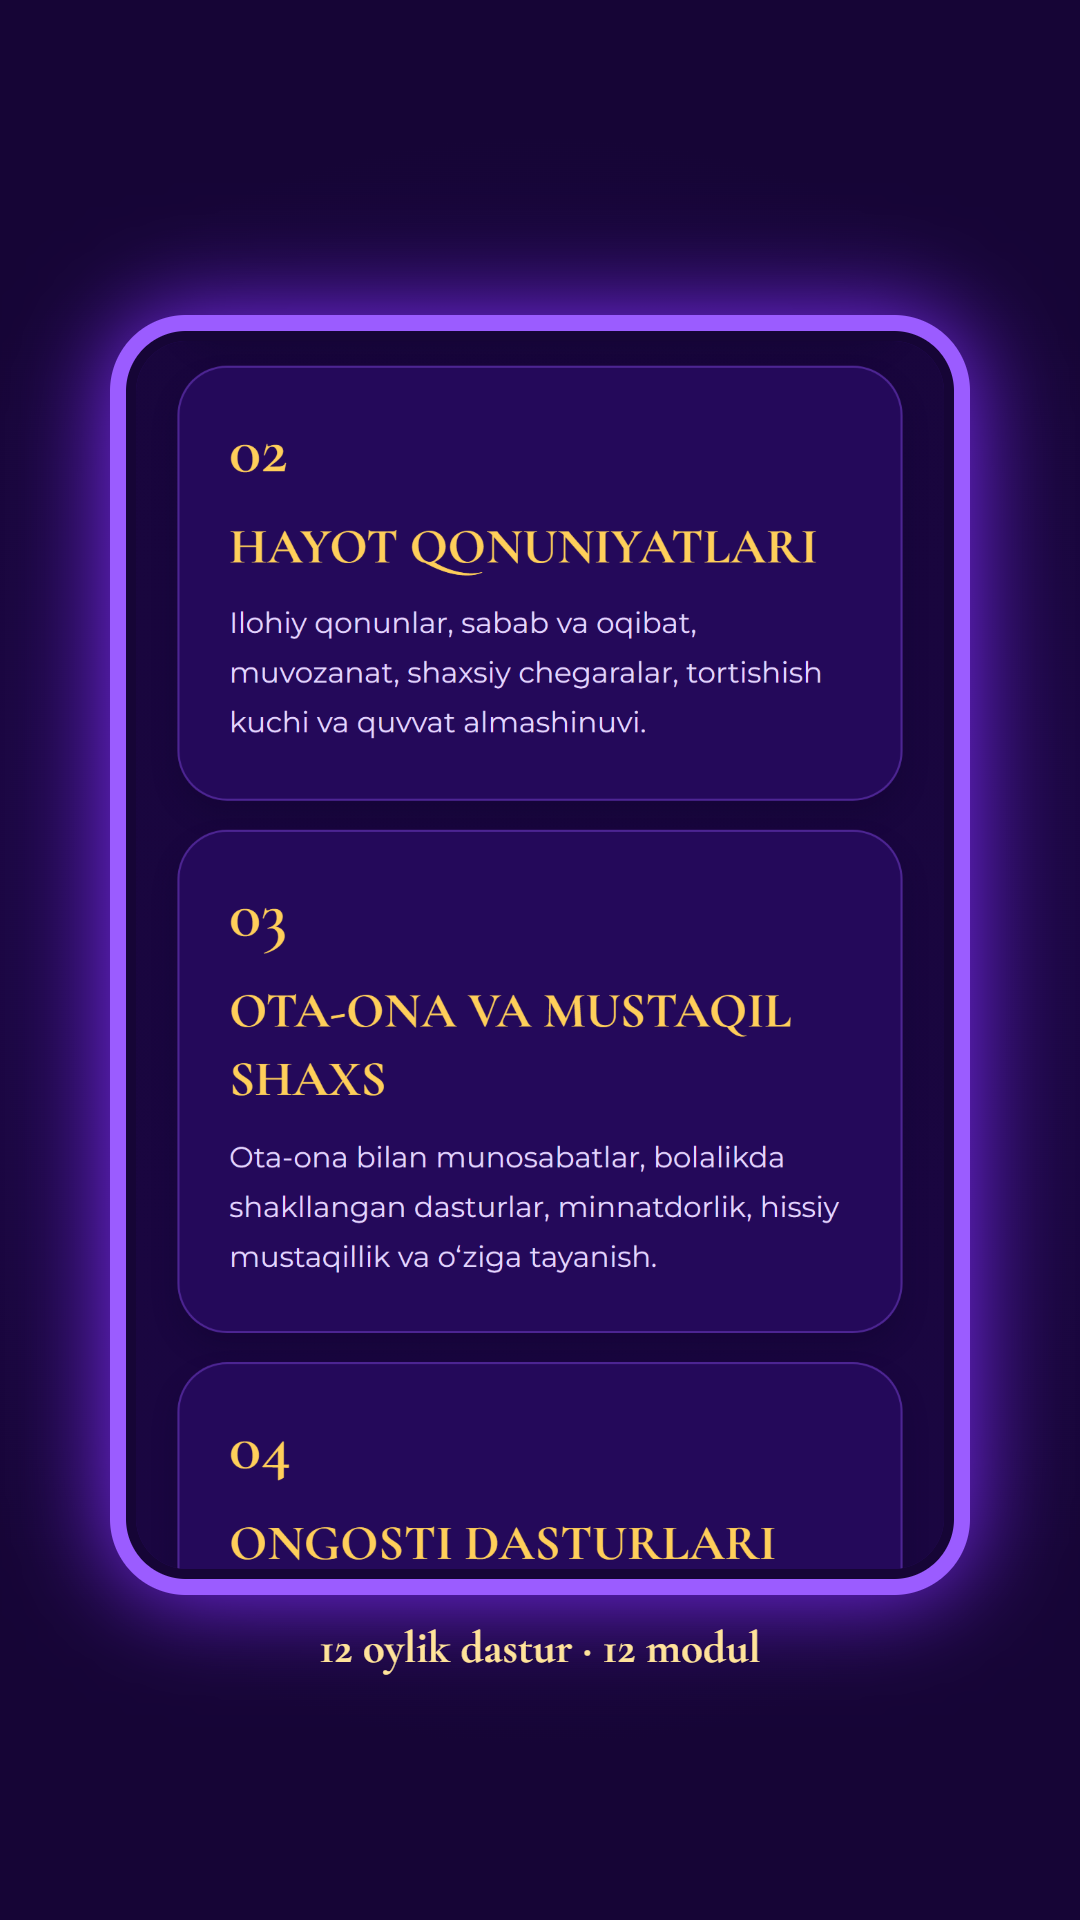 02
HAYOT QONUNIYATLARI
Ilohiy qonunlar, sabab va oqibat,
muvozanat, shaxsiy chegaralar, tortishish
kuchi va quvvat almashinuvi.
03
OTA-ONA VA MUSTAQIL
SHAXS
Ota-ona bilan munosabatlar, bolalikda
shakllangan dasturlar, minnatdorlik, hissiy
mustaqillik va oʻziga tayanish.
04
ONGOSTI DASTURLARI
12 oylik dastur · 12 modul